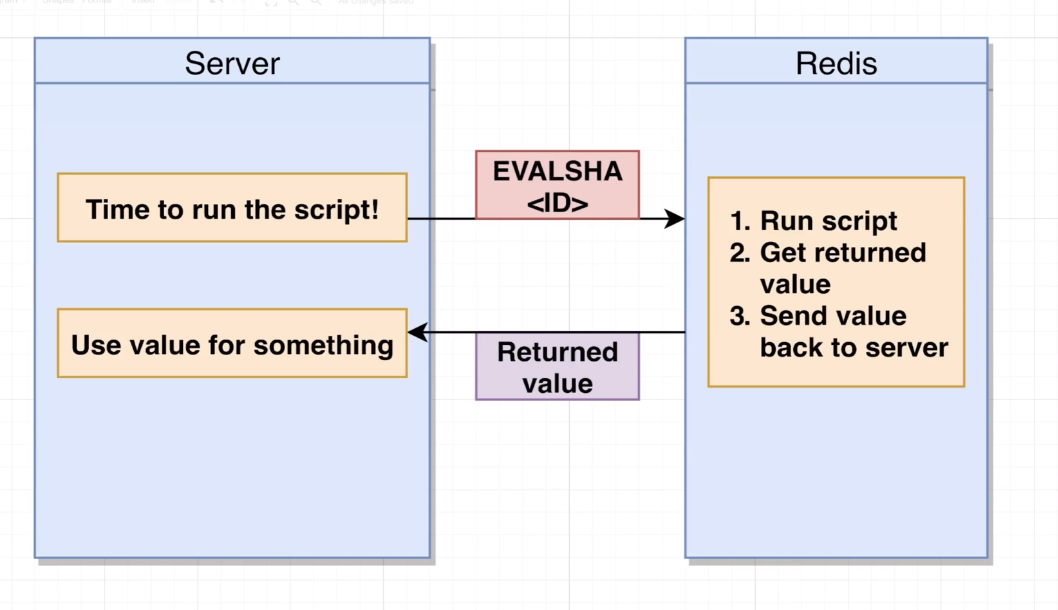 Server
Redis
EVALSHA
<ID>
Time to run the script!
1. Run script
2. Get returned
value
3. Send value
back to server
Use value for something
Returned
value